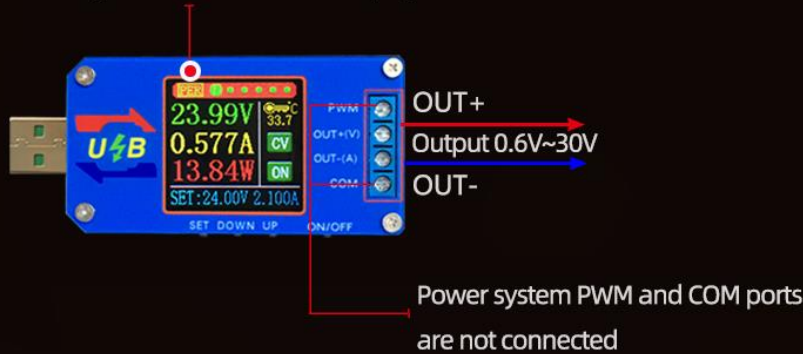 PER
23.99V
C
33.7
0.577A
CV
13.84W
ON
SET:24.00V 2.100A
U B
PWM
OUT+(V)
OUT-(A)
COM
SET DOWN UP ON/OFF
OUT+
Output 0.6V~30V
OUT-
Power system PWM and COM ports
are not connected